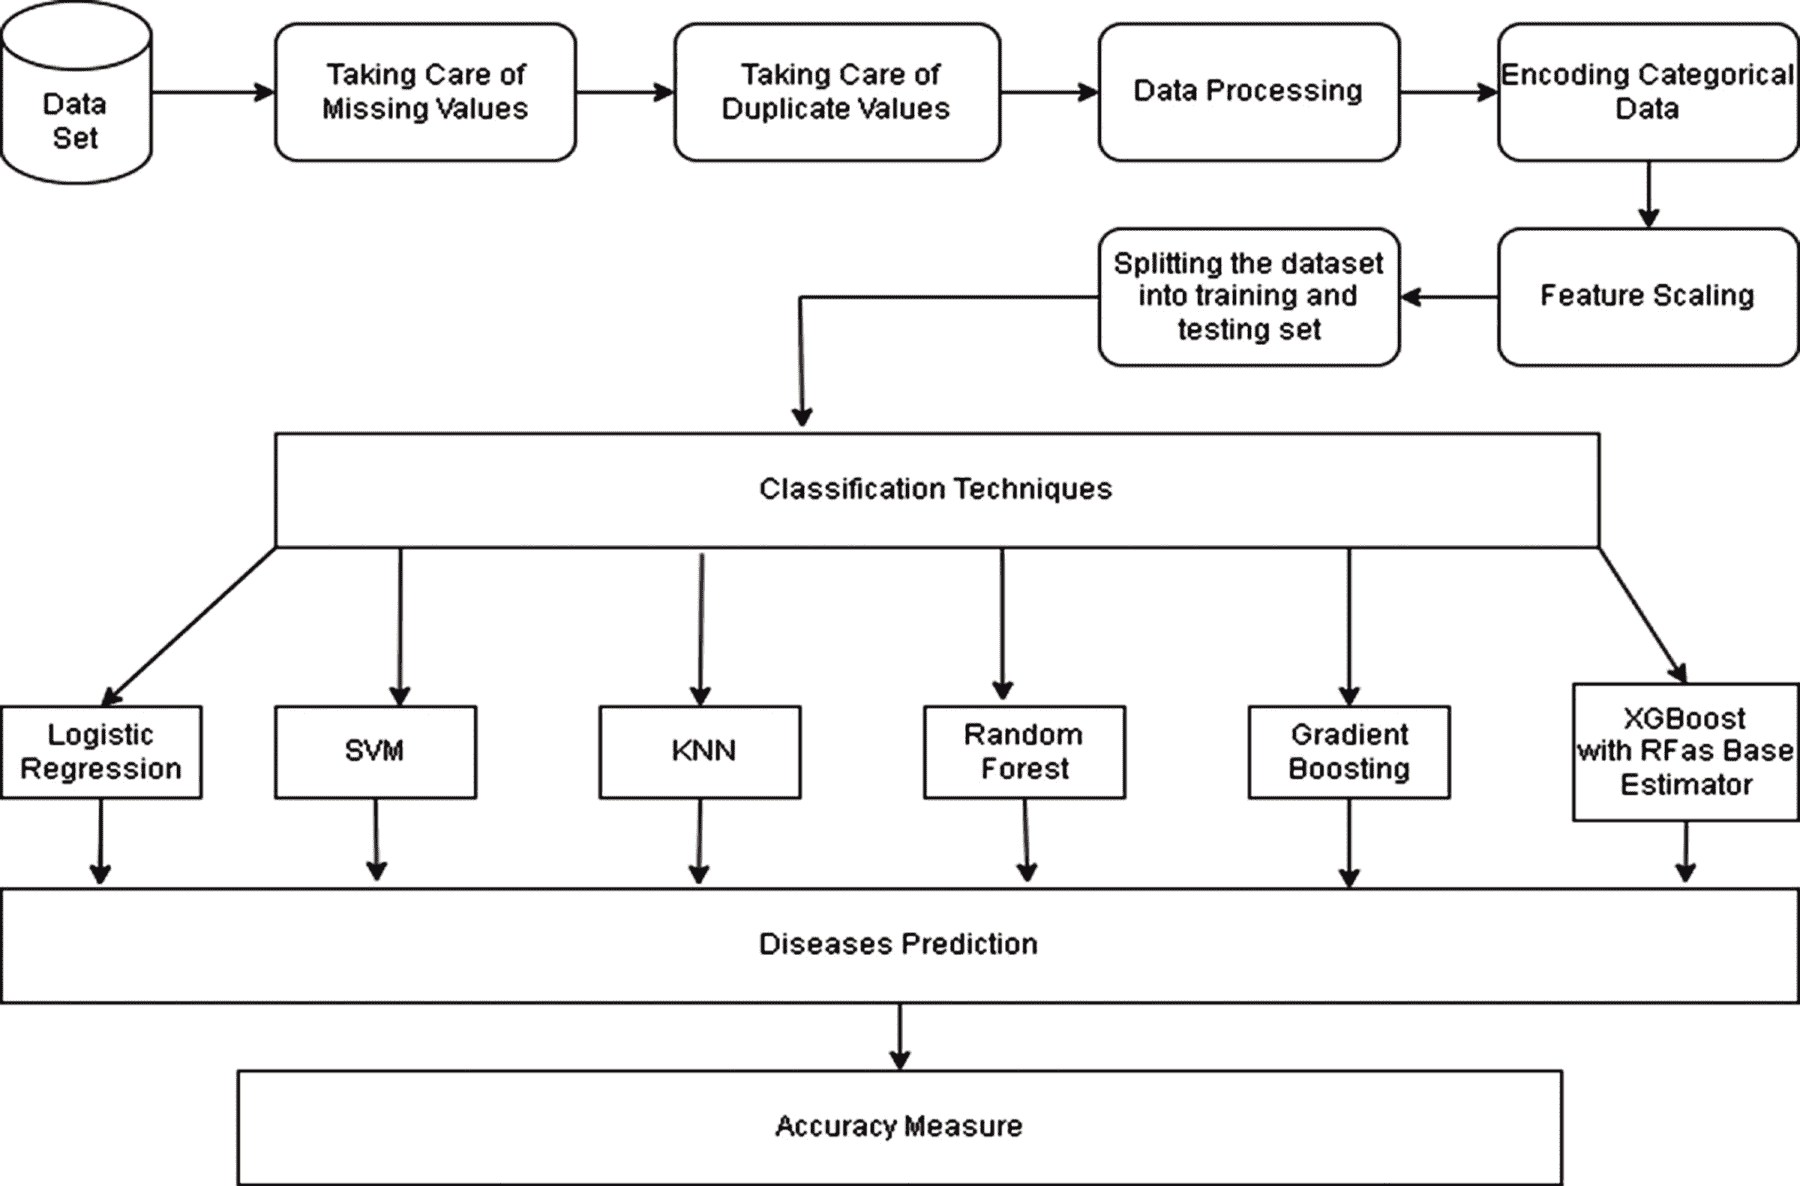 Data
Set
Taking Care of
Missing Values
Taking Care of
Duplicate Values
Data Processing
Encoding Categorical
Data
Splitting the dataset
into training and
testing set
Feature Scaling
Classification Techniques
Logistic
Regression
SVM
KNN
Random
Forest
Gradient
Boosting
XGBoost
with RFas Base
Estimator
Diseases Prediction
Accuracy Measure